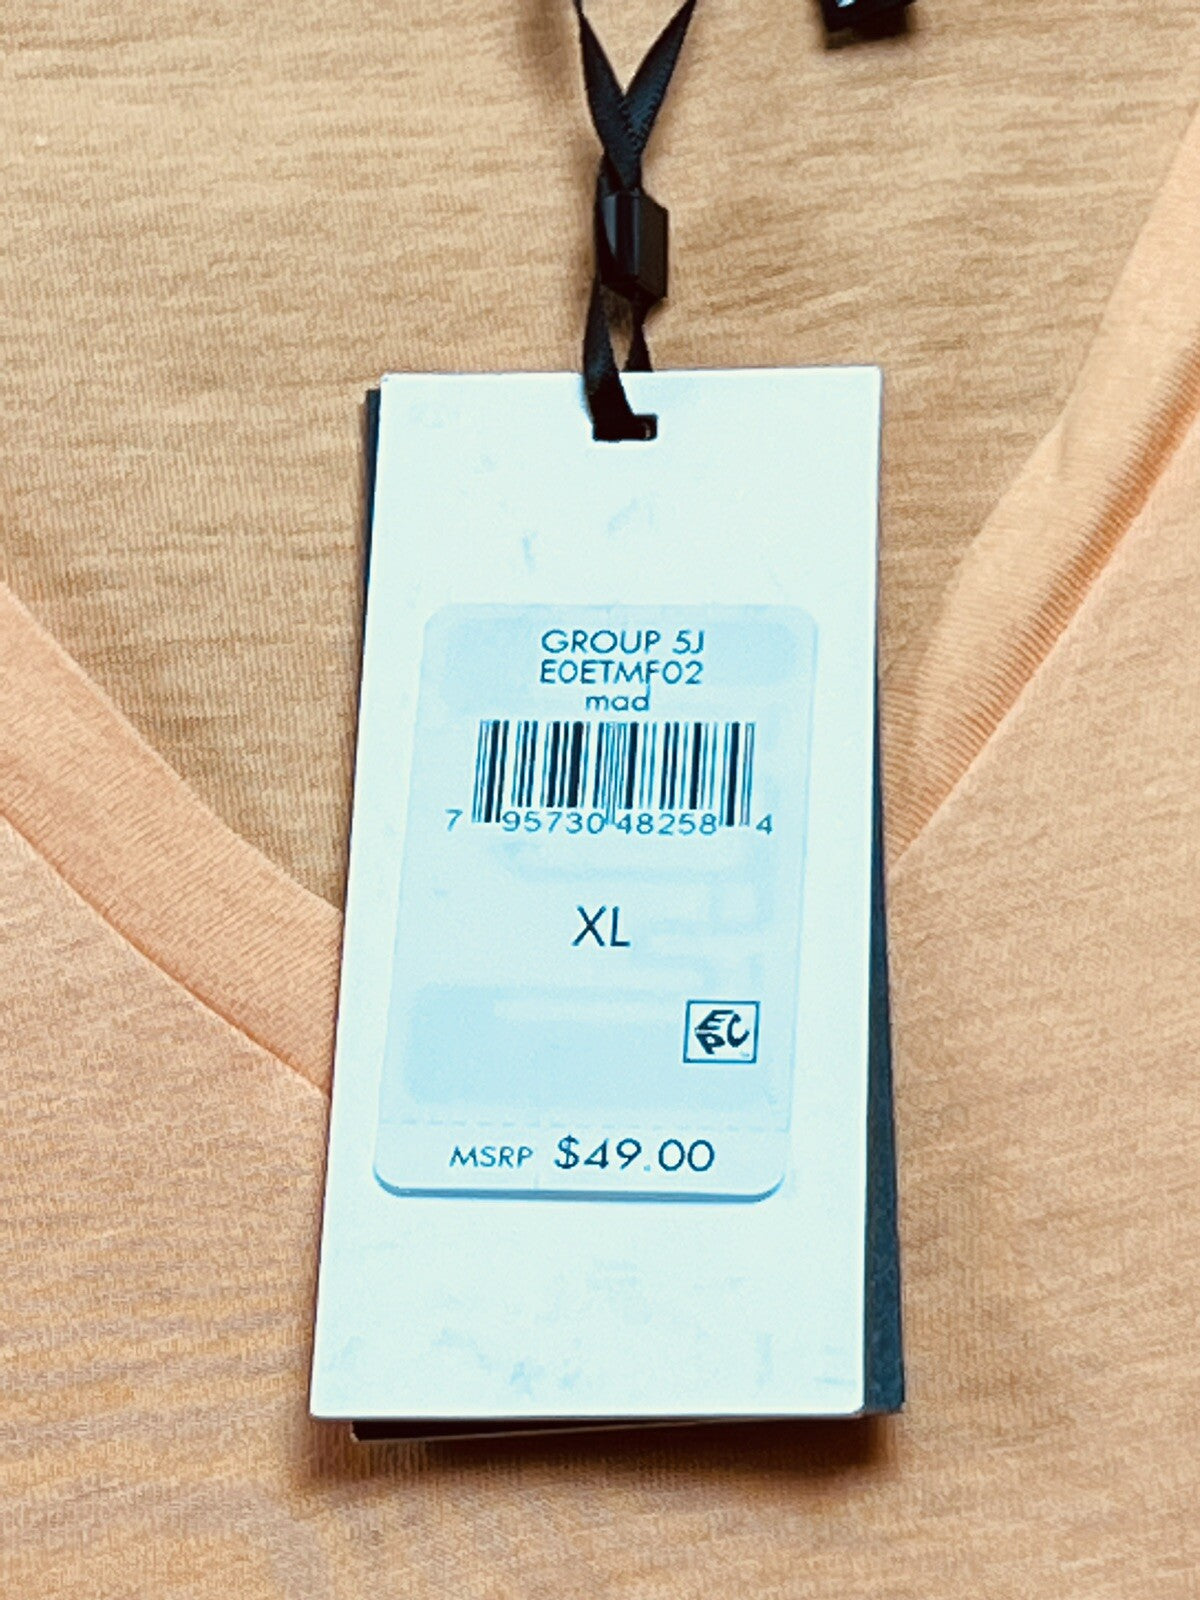 GROUP 5J
E0ETMF02
mad
7 95730 48258 4
XL
EPC
MSRP $49.00